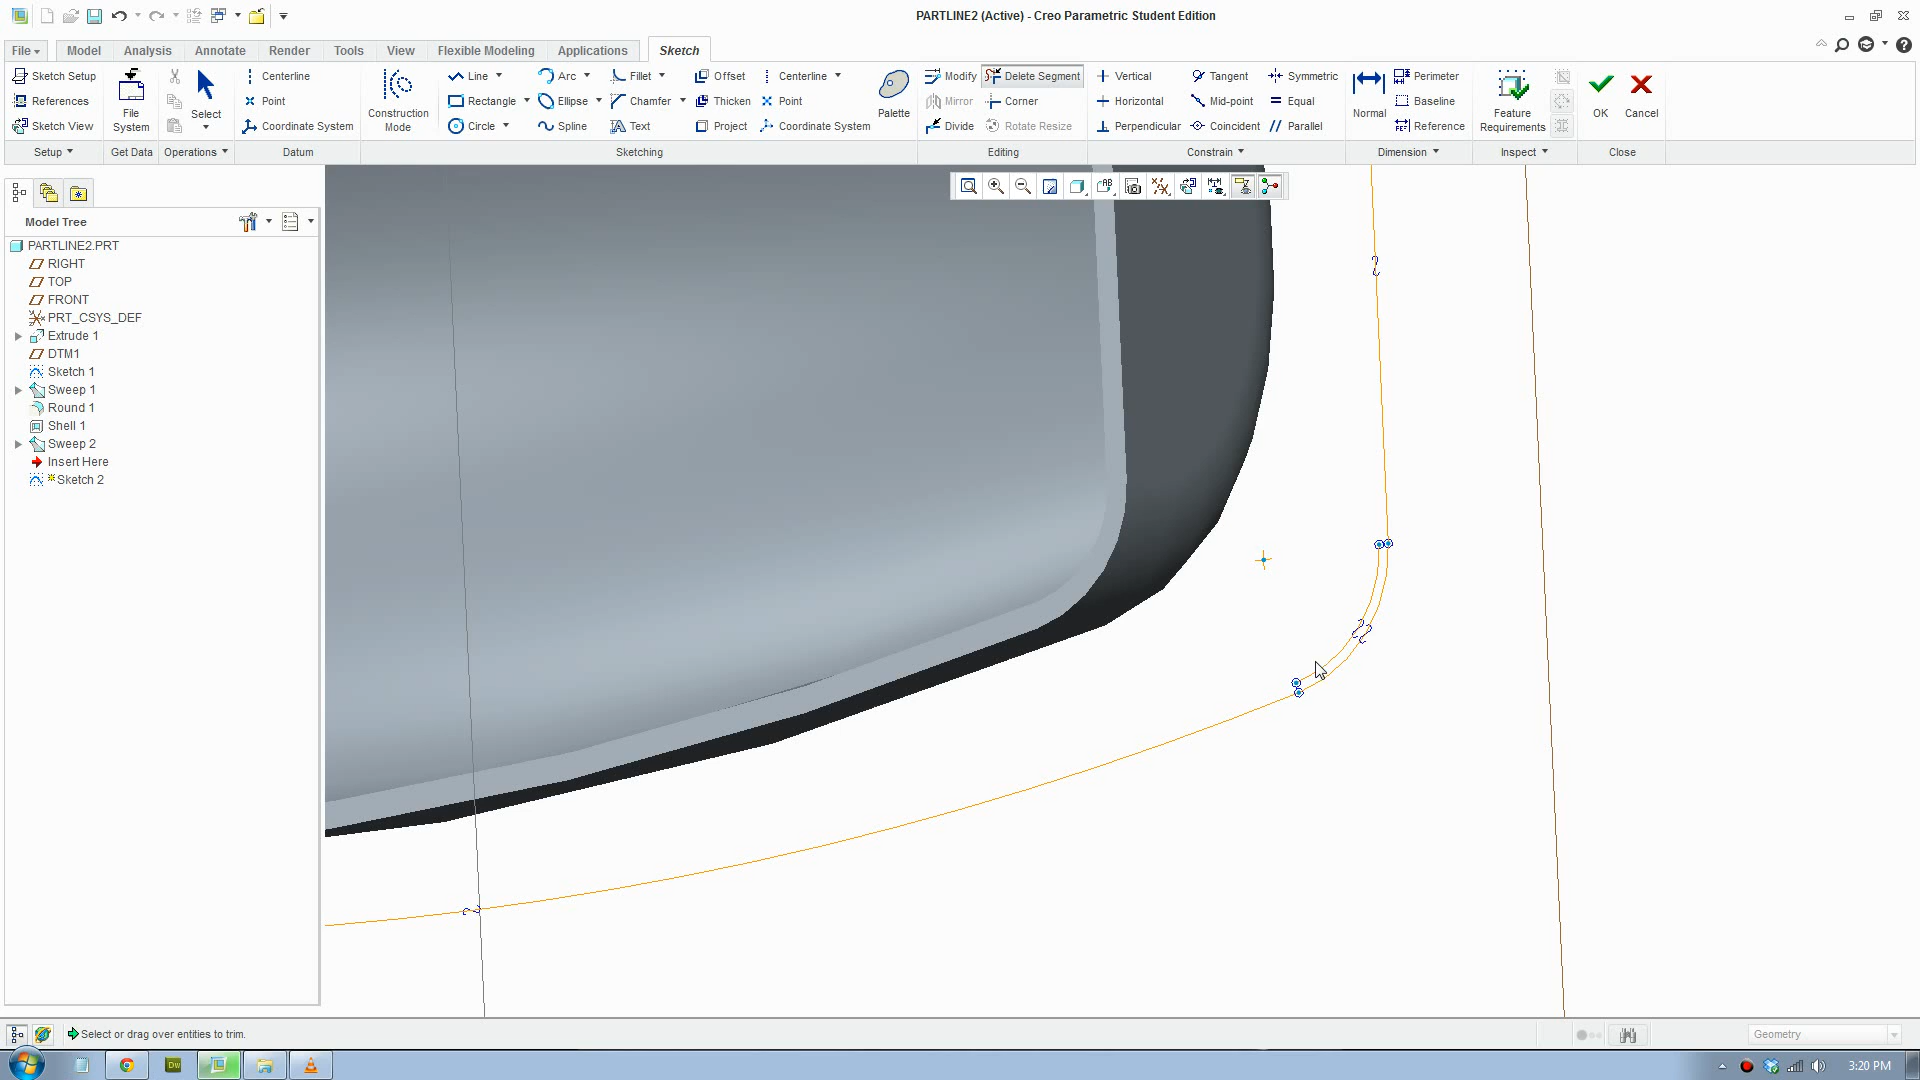 PARTLINE2 (Active) - Creo Parametric Student Edition
File Model Analysis Annotate Render Tools View Flexible Modeling Applications Sketch
Sketch Setup
References
Sketch View
Setup
File System
Get Data
Select
Operations
Centerline
Point
Coordinate System
Datum
Construction Mode
Line Arc Fillet Offset Centerline
Rectangle Ellipse Chamfer Thicken Point
Circle Spline Text Project Coordinate System
Palette
Sketching
Modify Delete Segment
Mirror Corner
Divide Rotate Resize
Editing
Vertical Tangent Symmetric
Horizontal Mid-point Equal
Perpendicular Coincident Parallel
Constrain
Normal
Perimeter
Baseline
Reference
Dimension
Feature Requirements
Inspect
OK
Cancel
Close
Model Tree
PARTLINE2.PRT
RIGHT
TOP
FRONT
PRT_CSYS_DEF
Extrude 1
DTM1
Sketch 1
Sweep 1
Round 1
Shell 1
Sweep 2
Insert Here
Sketch 2
Select or drag over entities to trim.
Geometry
Dw
3:20 PM